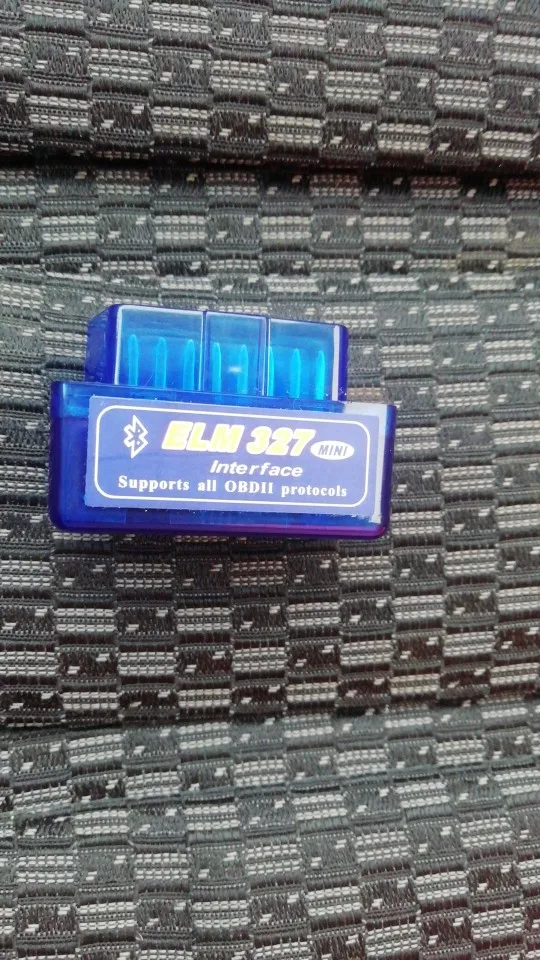 ELM 327 MINI
Interface
Supports all OBDII protocols